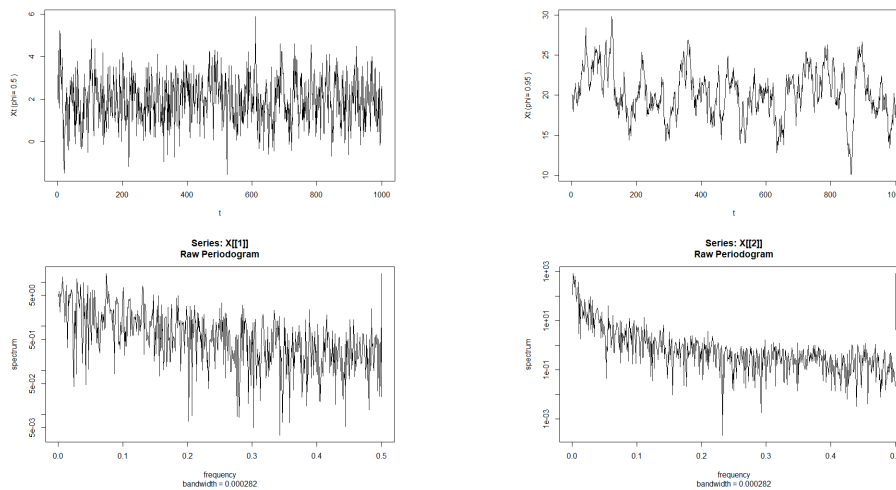 Xt (phi= 0.5 )
6
4
2
0
0 200 400 600 800 1000
t
Xt (phi= 0.95 )
30
25
20
15
10
0 200 400 600 800 100
t
Series: X[[1]]
Raw Periodogram
spectrum
5e+00
5e-01
5e-02
5e-03
0.0 0.1 0.2 0.3 0.4 0.5
frequency
bandwidth = 0.000282
Series: X[[2]]
Raw Periodogram
spectrum
1e+03
1e+01
1e-01
1e-03
0.0 0.1 0.2 0.3 0.4
frequency
bandwidth = 0.000282